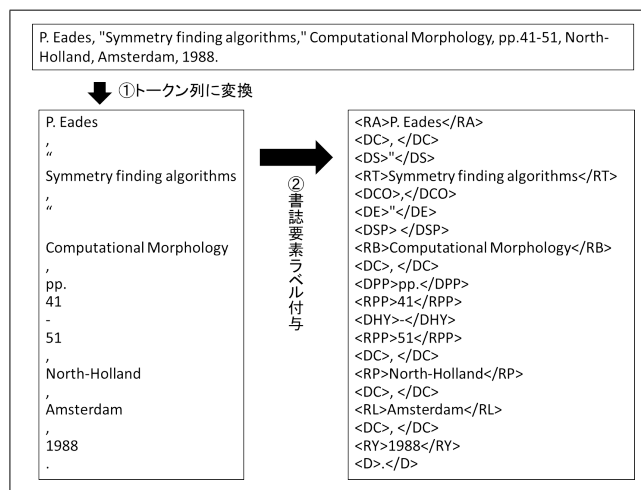 P. Eades, "Symmetry finding algorithms," Computational Morphology, pp.41-51, North-
Holland, Amsterdam, 1988.
①トークン列に変換
P. Eades
,
“
Symmetry finding algorithms
,
“
Computational Morphology
,
pp.
41
-
51
,
North-Holland
,
Amsterdam
,
1988
.
②書誌要素ラベル付与
<RA>P. Eades</RA>
<DC>, </DC>
<DS>"</DS>
<RT>Symmetry finding algorithms</RT>
<DCO>,</DCO>
<DE>"</DE>
<DSP> </DSP>
<RB>Computational Morphology</RB>
<DC>, </DC>
<DPP>pp.</DPP>
<RPP>41</RPP>
<DHY>-</DHY>
<RPP>51</RPP>
<DC>, </DC>
<RP>North-Holland</RP>
<DC>, </DC>
<RL>Amsterdam</RL>
<DC>, </DC>
<RY>1988</RY>
<D>.</D>